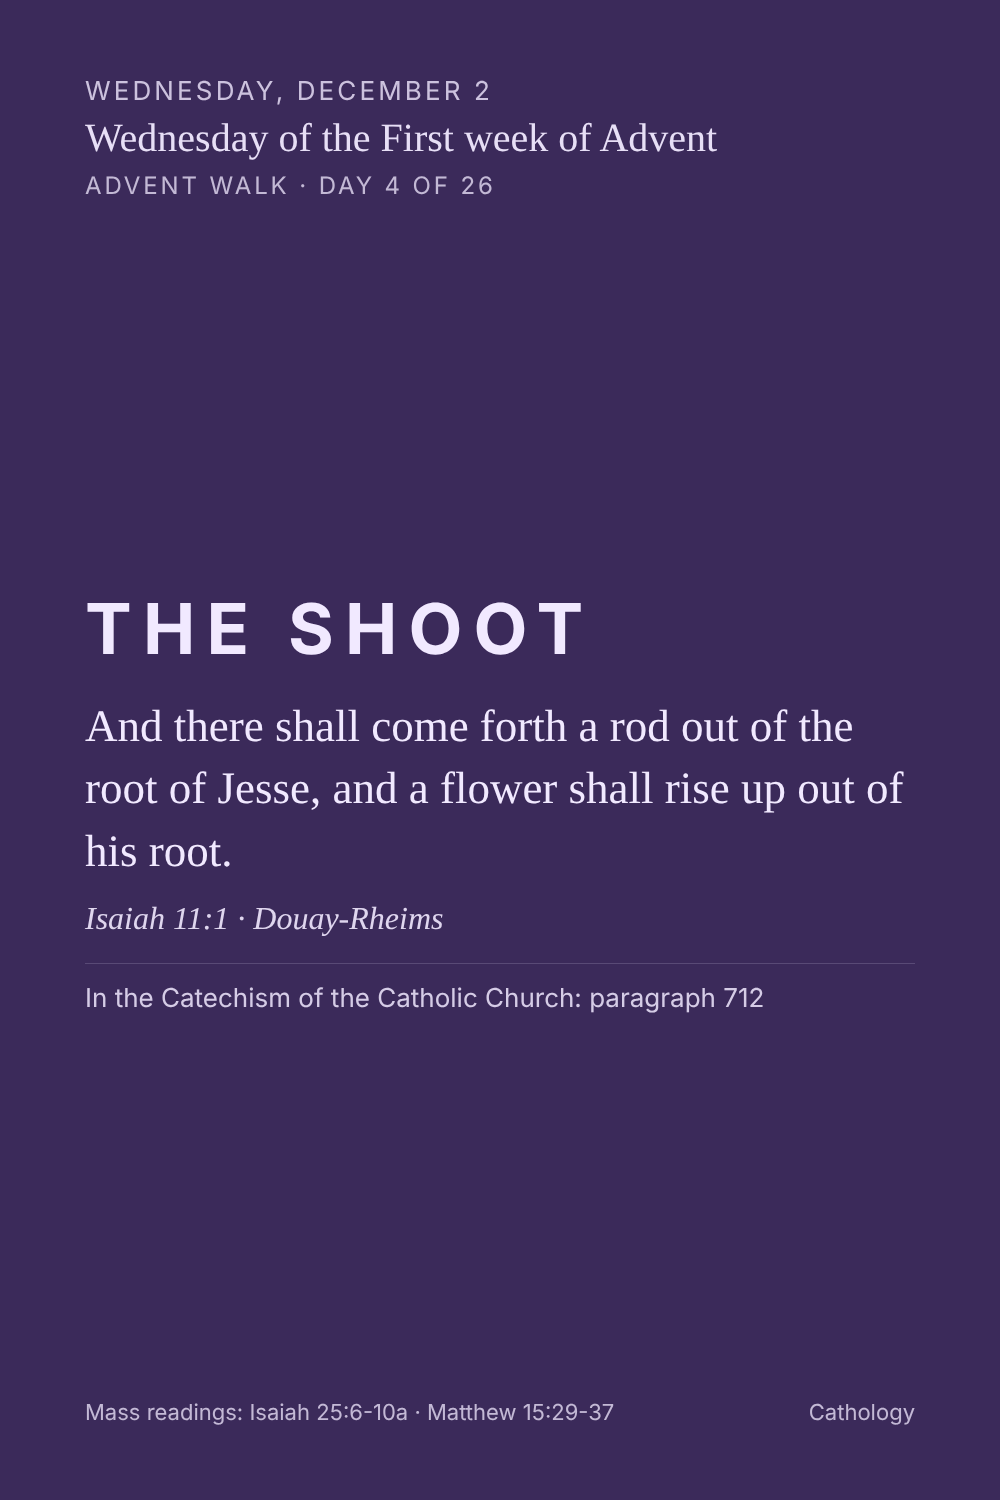 WEDNESDAY, DECEMBER 2
Wednesday of the First week of Advent
ADVENT WALK · DAY 4 OF 26
THE SHOOT
And there shall come forth a rod out of the
root of Jesse, and a flower shall rise up out of
his root.
Isaiah 11:1 · Douay-Rheims
In the Catechism of the Catholic Church: paragraph 712
Mass readings: Isaiah 25:6-10a · Matthew 15:29-37
Cathology